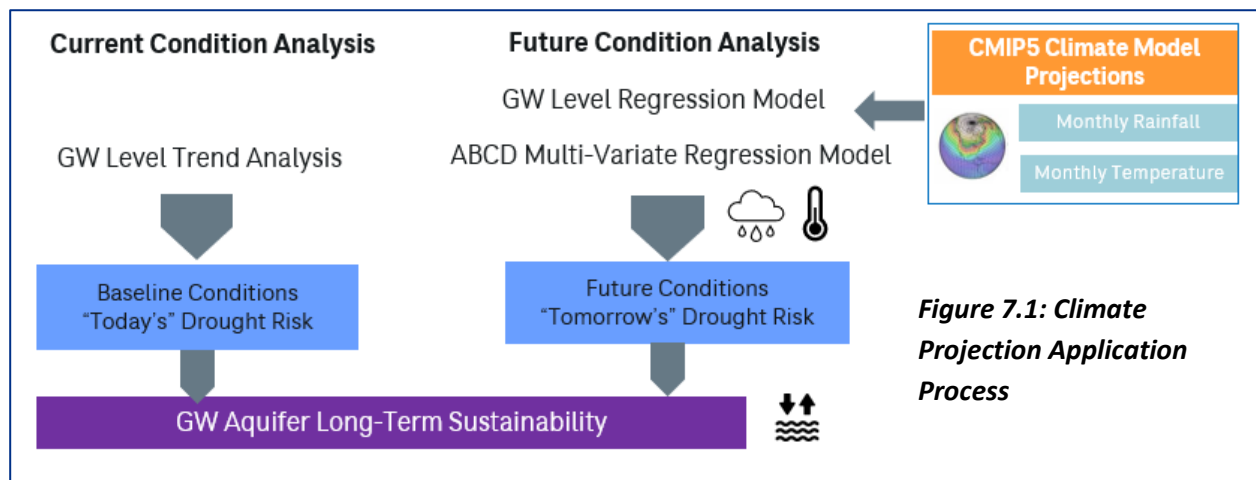 Current Condition Analysis
GW Level Trend Analysis
Baseline Conditions
“Today's” Drought Risk
Future Condition Analysis
GW Level Regression Model
ABCD Multi-Variate Regression Model
Future Conditions
“Tomorrow's” Drought Risk
CMIP5 Climate Model
Projections
Monthly Rainfall
Monthly Temperature
GW Aquifer Long-Term Sustainability
Figure 7.1: Climate
Projection Application
Process